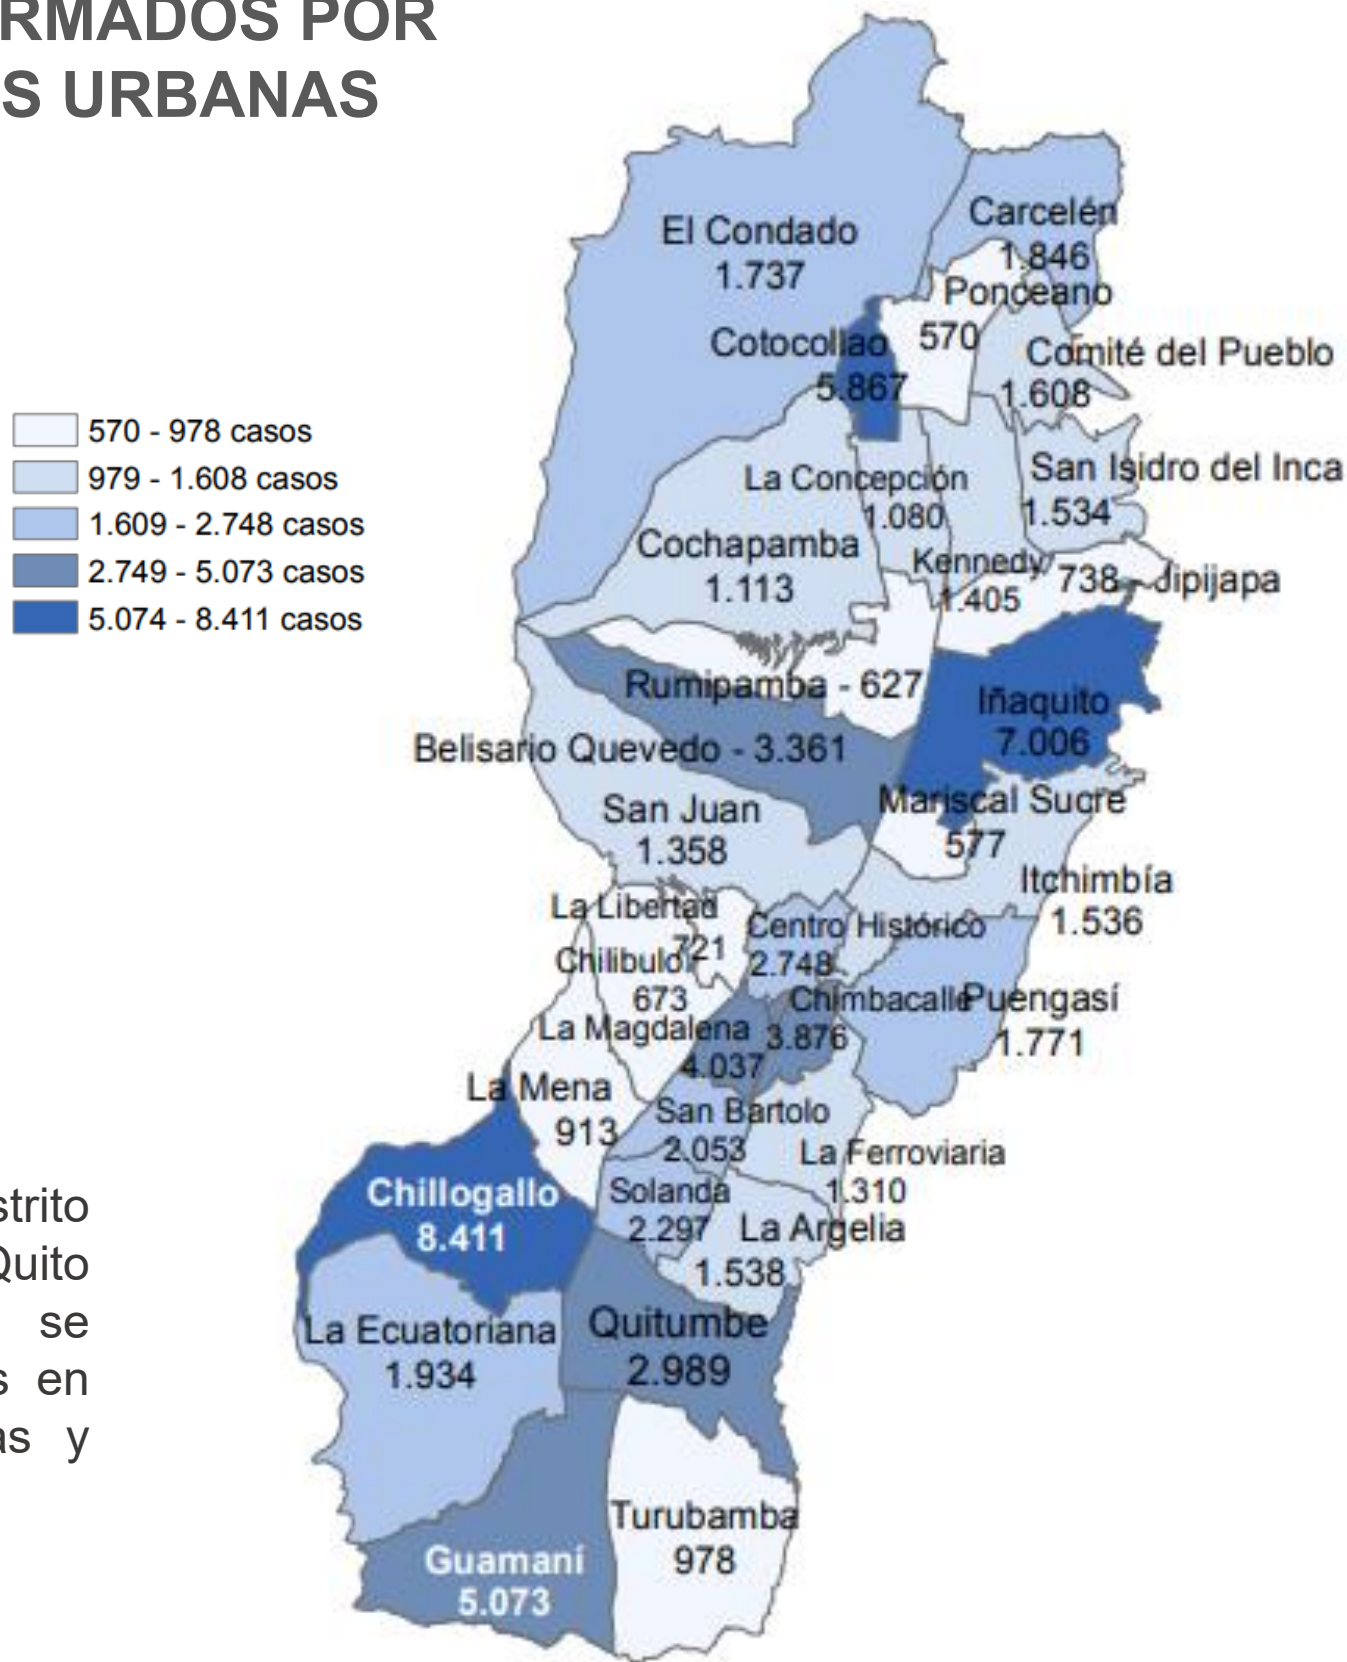 RMADOS POR
S URBANAS
570 - 978 casos
979 - 1.608 casos
1.609 - 2.748 casos
2.749 - 5.073 casos
5.074 - 8.411 casos
El Condado
1.737
Carcelén
1.846
Ponceano
570
Cotocollao
5.867
Comité del Pueblo
1.608
La Concepción
1.080
San Isidro del Inca
1.534
Cochapamba
1.113
Kennedy
1.405
738 - Jipijapa
Rumipamba - 627
Iñaquito
7.006
Belisario Quevedo - 3.361
Mariscal Sucre
577
San Juan
1.358
Itchimbía
1.536
La Libertad
721
Centro Histórico
2.748
Chilibulo
673
Chimbacalle
3.876
Puengasí
1.771
La Magdalena
4.037
La Mena
913
San Bartolo
2.053
La Ferroviaria
1.310
Chillogallo
8.411
Solanda
2.297
La Argelia
1.538
La Ecuatoriana
1.934
Quitumbe
2.989
Turubamba
978
Guamaní
5.073
strito
Quito
se
s en
as y